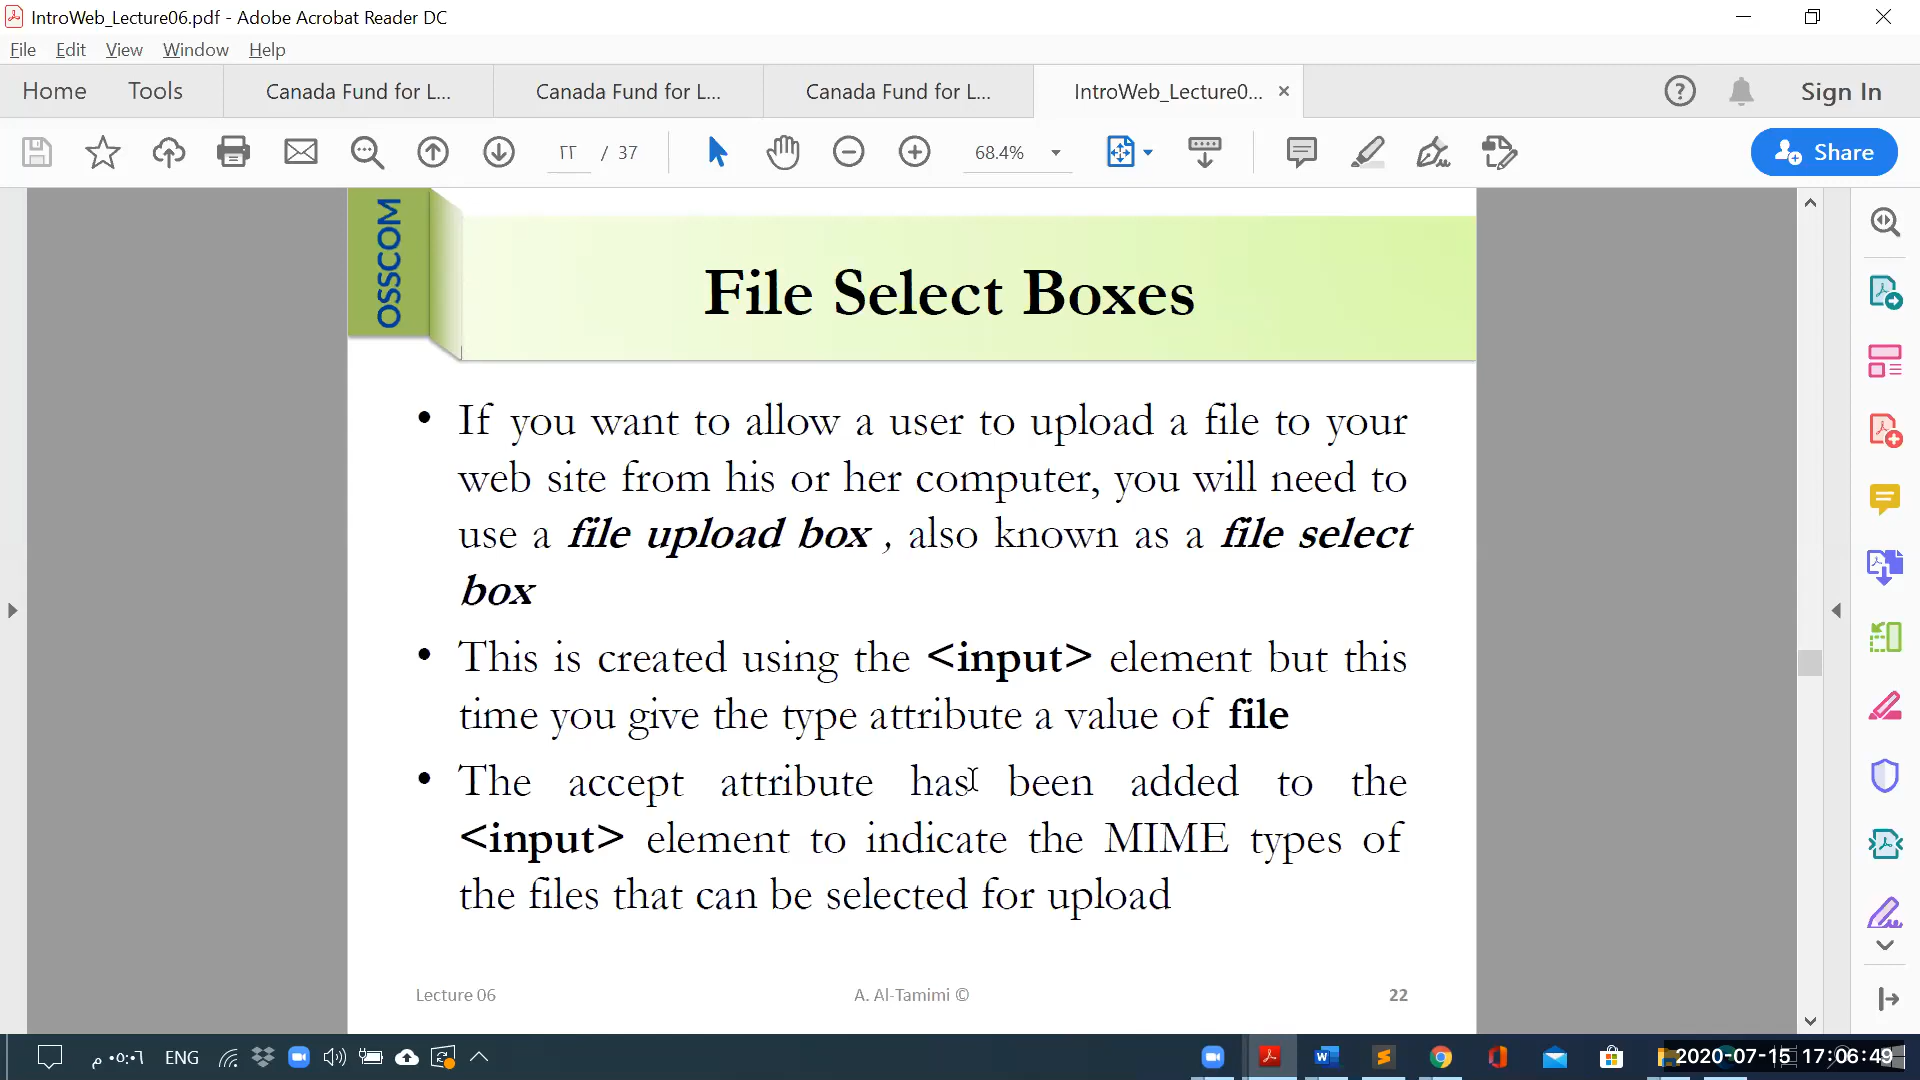 IntroWeb_Lecture06.pdf - Adobe Acrobat Reader DC
File Edit View Window Help
Home Tools Canada Fund for L... Canada Fund for L... Canada Fund for L... IntroWeb_Lecture0... Sign In
٢٢ / 37 68.4% Share
OSSCOM
File Select Boxes
• If you want to allow a user to upload a file to your
web site from his or her computer, you will need to
use a file upload box , also known as a file select
box
• This is created using the <input> element but this
time you give the type attribute a value of file
• The accept attribute has been added to the
<input> element to indicate the MIME types of
the files that can be selected for upload
Lecture 06 A. Al-Tamimi © 22
٠٥:٠٦ م ENG 2020-07-15 17:06:49